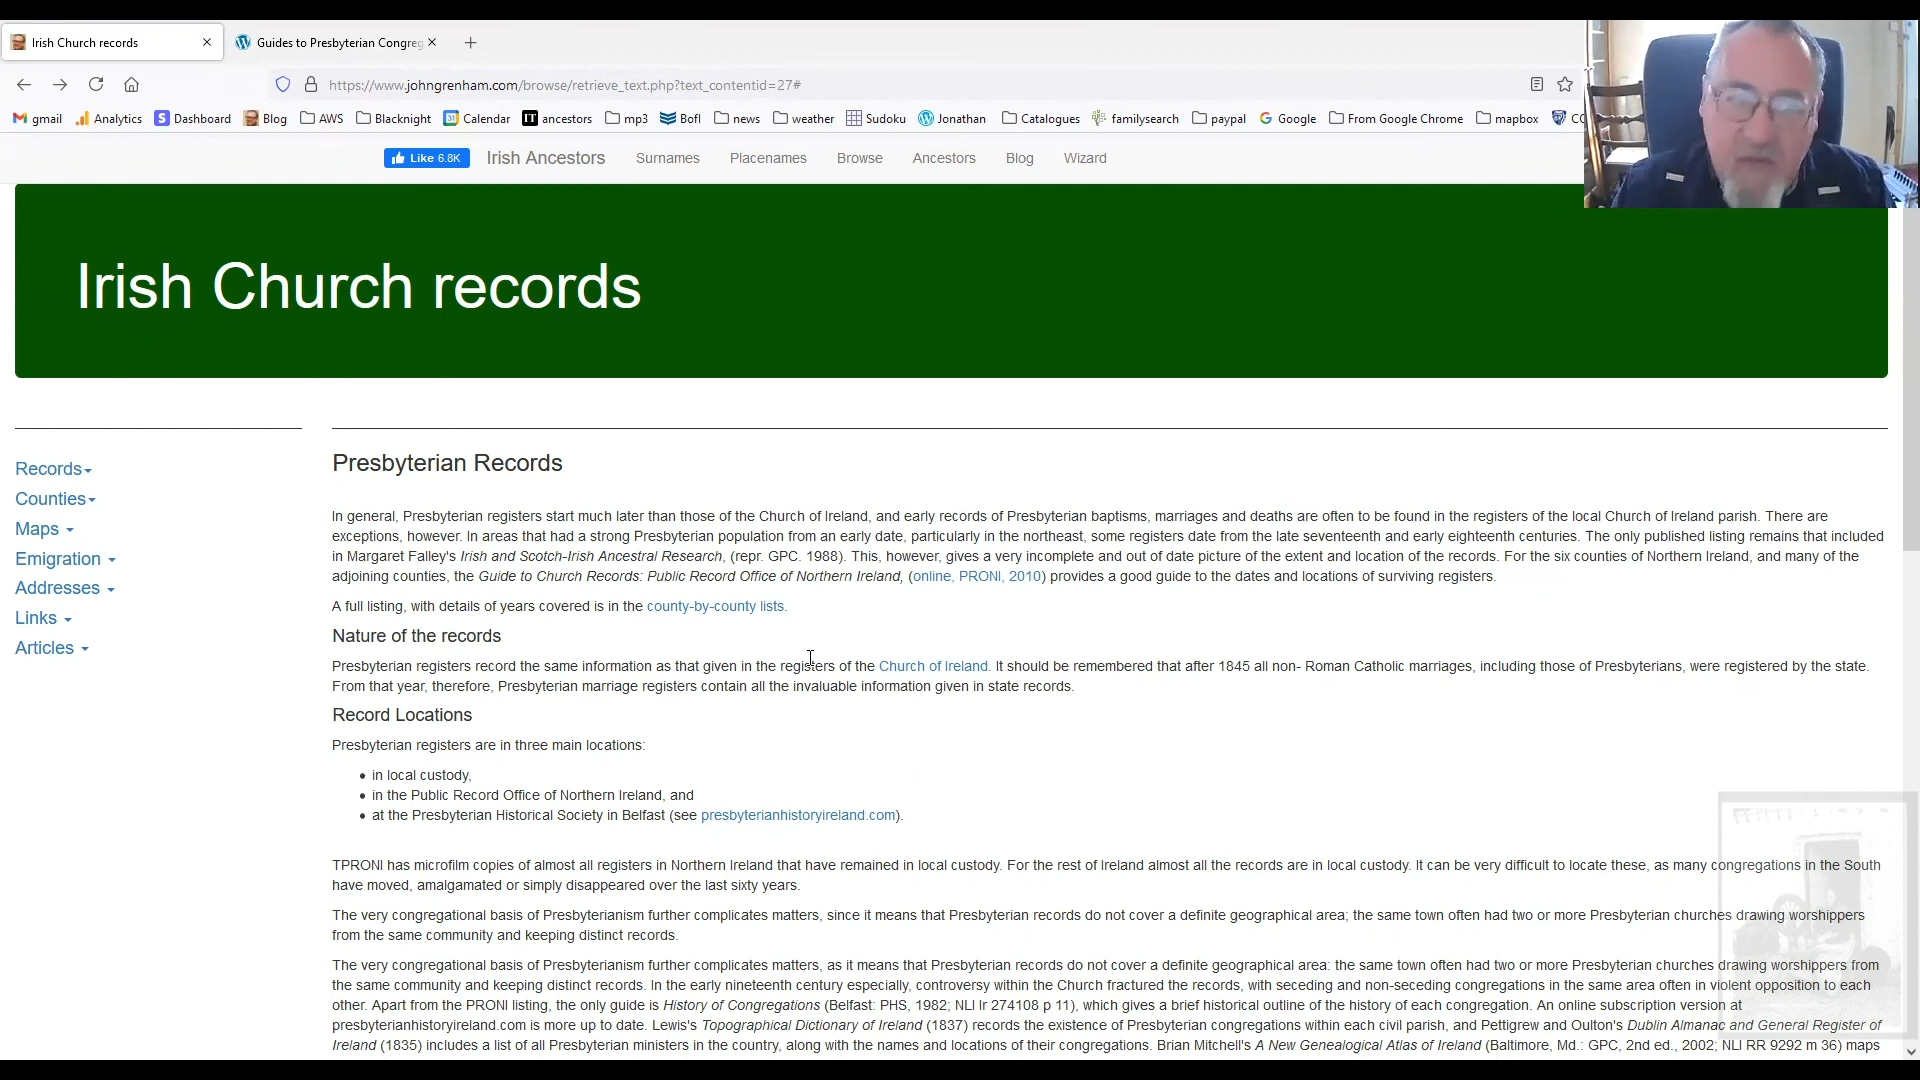 Irish Church records
Guides to Presbyterian Congreg
https://www.johngrenham.com/browse/retrieve_text.php?text_contentid=27#
gmail Analytics Dashboard Blog AWS Blacknight Calendar ancestors mp3 BofI news weather Sudoku Jonathan Catalogues familysearch paypal Google From Google Chrome mapbox
Like 6.8K Irish Ancestors Surnames Placenames Browse Ancestors Blog Wizard
Irish Church records
Records
Counties
Maps
Emigration
Addresses
Links
Articles
Presbyterian Records
In general, Presbyterian registers start much later than those of the Church of Ireland, and early records of Presbyterian baptisms, marriages and deaths are often to be found in the registers of the local Church of Ireland parish. There are
exceptions, however. In areas that had a strong Presbyterian population from an early date, particularly in the northeast, some registers date from the late seventeenth and early eighteenth centuries. The only published listing remains that included
in Margaret Falley's Irish and Scotch-Irish Ancestral Research, (repr. GPC. 1988). This, however, gives a very incomplete and out of date picture of the extent and location of the records. For the six counties of Northern Ireland, and many of the
adjoining counties, the Guide to Church Records: Public Record Office of Northern Ireland, (online, PRONI, 2010) provides a good guide to the dates and locations of surviving registers.
A full listing, with details of years covered is in the county-by-county lists.
Nature of the records
Presbyterian registers record the same information as that given in the registers of the Church of Ireland. It should be remembered that after 1845 all non- Roman Catholic marriages, including those of Presbyterians, were registered by the state.
From that year, therefore, Presbyterian marriage registers contain all the invaluable information given in state records.
Record Locations
Presbyterian registers are in three main locations:
• in local custody,
• in the Public Record Office of Northern Ireland, and
• at the Presbyterian Historical Society in Belfast (see presbyterianhistoryireland.com).
TPRONI has microfilm copies of almost all registers in Northern Ireland that have remained in local custody. For the rest of Ireland almost all the records are in local custody. It can be very difficult to locate these, as many congregations in the South
have moved, amalgamated or simply disappeared over the last sixty years.
The very congregational basis of Presbyterianism further complicates matters, since it means that Presbyterian records do not cover a definite geographical area; the same town often had two or more Presbyterian churches drawing worshippers
from the same community and keeping distinct records.
The very congregational basis of Presbyterianism further complicates matters, as it means that Presbyterian records do not cover a definite geographical area: the same town often had two or more Presbyterian churches drawing worshippers from
the same community and keeping distinct records. In the early nineteenth century especially, controversy within the Church fractured the records, with seceding and non-seceding congregations in the same area often in violent opposition to each
other. Apart from the PRONI listing, the only guide is History of Congregations (Belfast: PHS, 1982; NLI Ir 274108 p 11), which gives a brief historical outline of the history of each congregation. An online subscription version at
presbyterianhistoryireland.com is more up to date. Lewis's Topographical Dictionary of Ireland (1837) records the existence of Presbyterian congregations within each civil parish, and Pettigrew and Oulton's Dublin Almanac and General Register of
Ireland (1835) includes a list of all Presbyterian ministers in the country, along with the names and locations of their congregations. Brian Mitchell's A New Genealogical Atlas of Ireland (Baltimore, Md.: GPC, 2nd ed., 2002; NLI RR 9292 m 36) maps